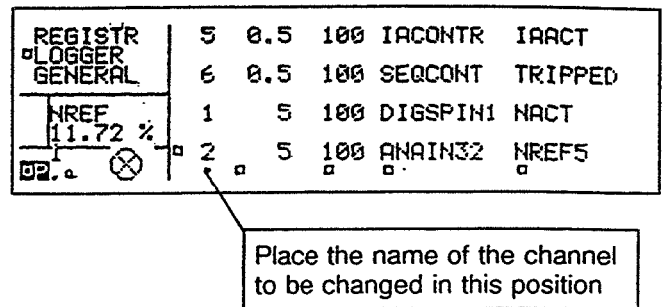 REGISTR
LOGGER
GENERAL
5 0.5 100 IACONTR IAACT
6 0.5 100 SEQCONT TRIPPED
NREF
11.72 %
1 5 100 DIGSPIN1 NACT
2 5 100 ANAIN32 NREF5
OP.
Place the name of the channel
to be changed in this position